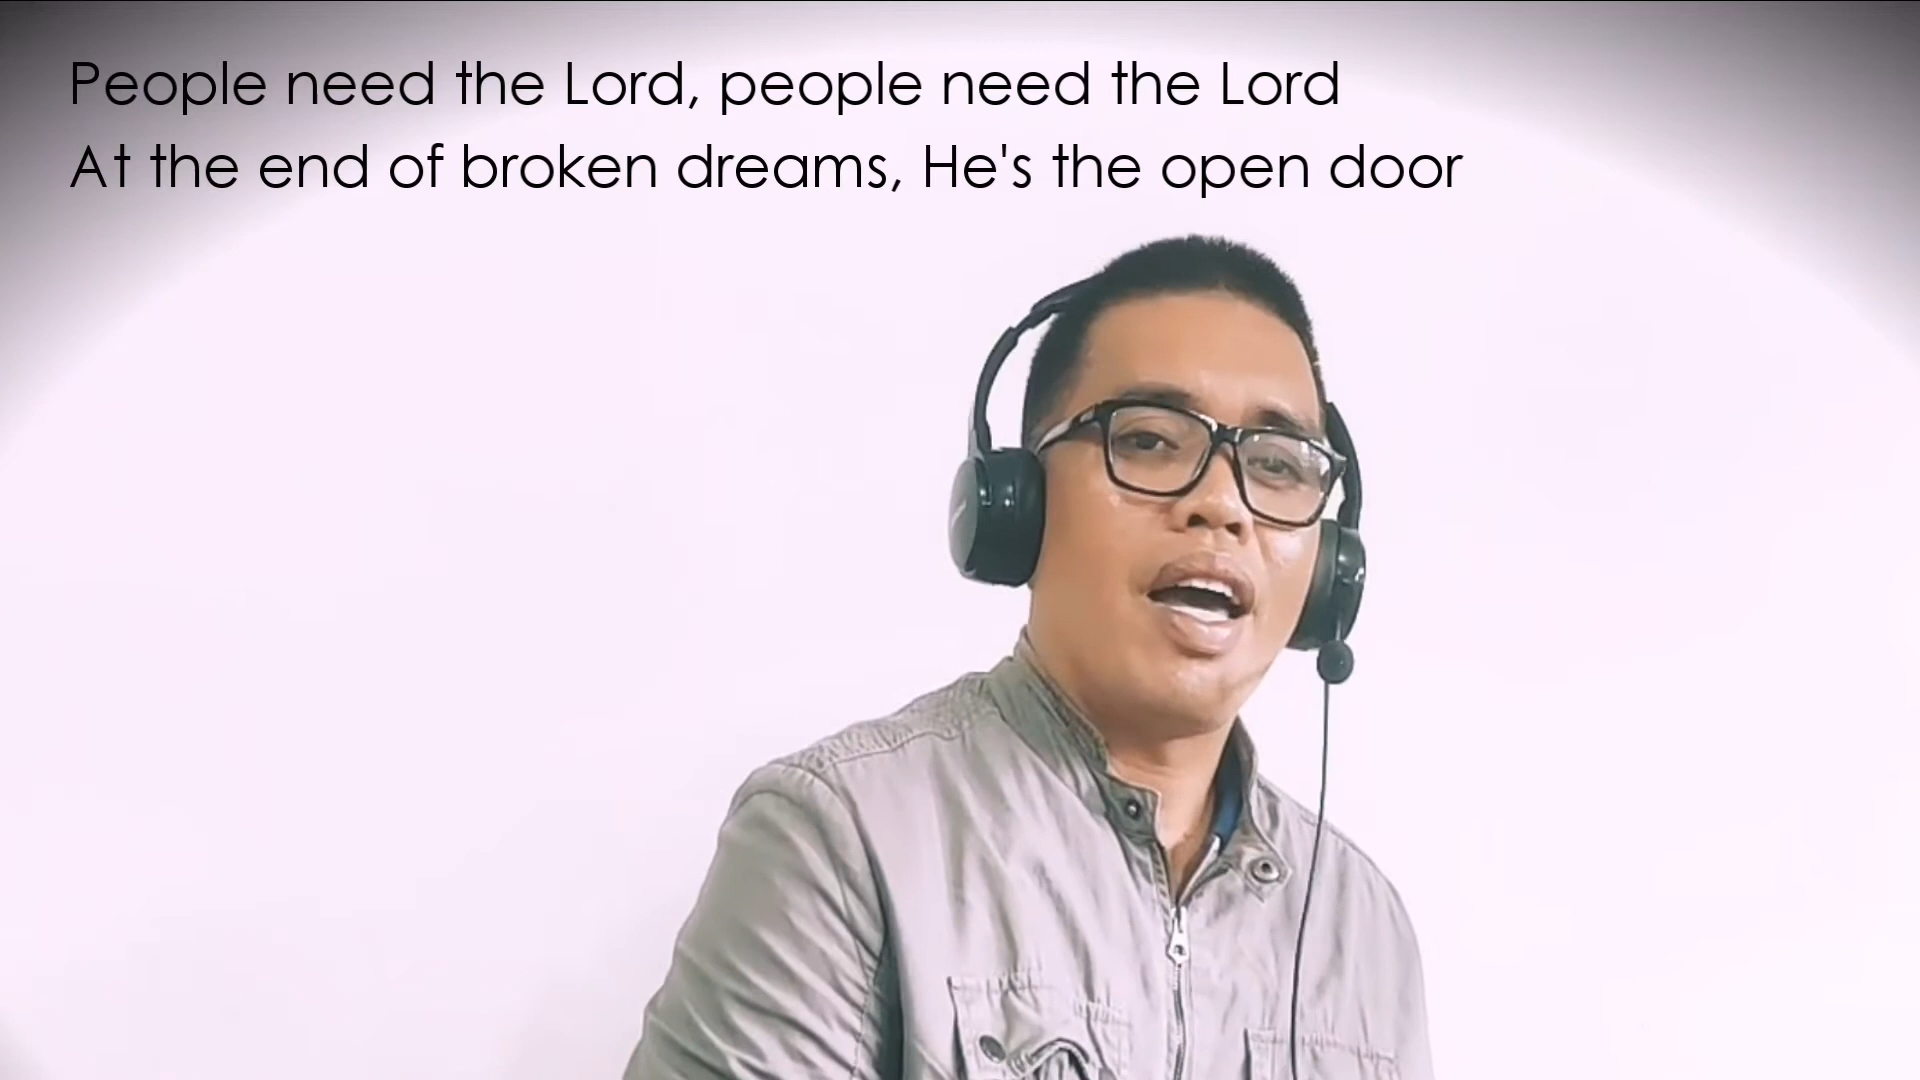 People need the Lord, people need the Lord
At the end of broken dreams, He's the open door